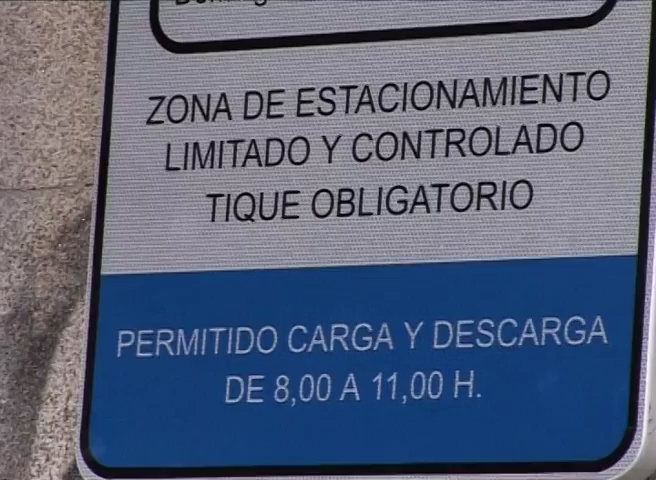 ZONA DE ESTACIONAMIENTO
LIMITADO Y CONTROLADO
TIQUE OBLIGATORIO
PERMITIDO CARGA Y DESCARGA
DE 8,00 A 11,00 H.